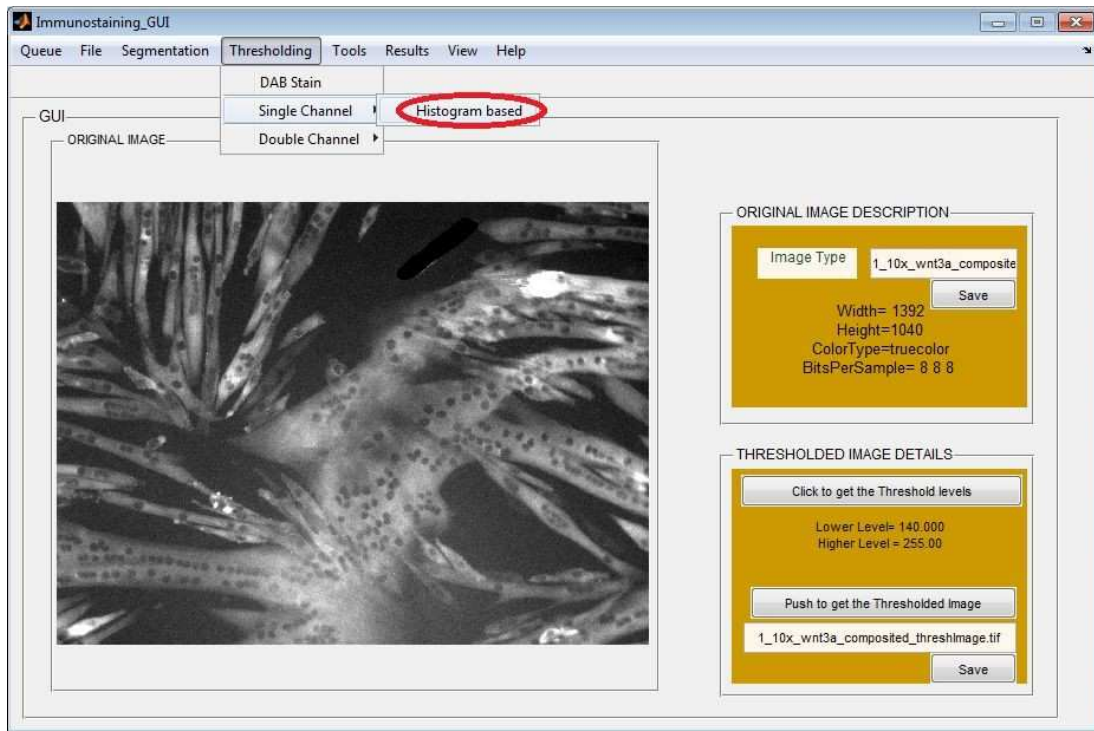 Immunostaining_GUI
Queue File Segmentation Thresholding Tools Results View Help
DAB Stain
Single Channel
Histogram based
Double Channel
GUI
ORIGINAL IMAGE
ORIGINAL IMAGE DESCRIPTION
Image Type
1_10x_wnt3a_composite
Save
Width= 1392
Height=1040
ColorType=truecolor
BitsPerSample= 8 8 8
THRESHOLDED IMAGE DETAILS
Click to get the Threshold levels
Lower Level= 140.000
Higher Level = 255.00
Push to get the Thresholded Image
1_10x_wnt3a_composited_threshImage.tif
Save